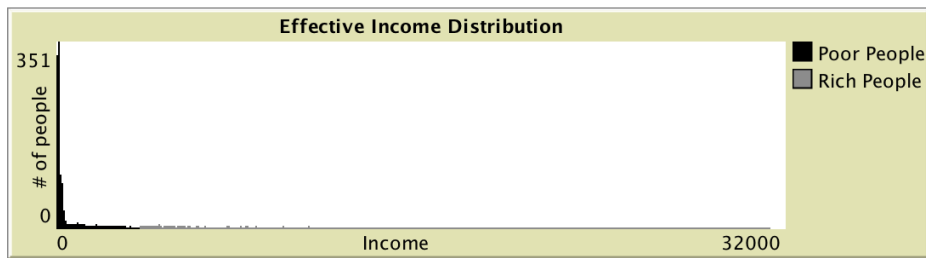 Effective Income Distribution
351
# of people
0
0
Income
32000
Poor People
Rich People